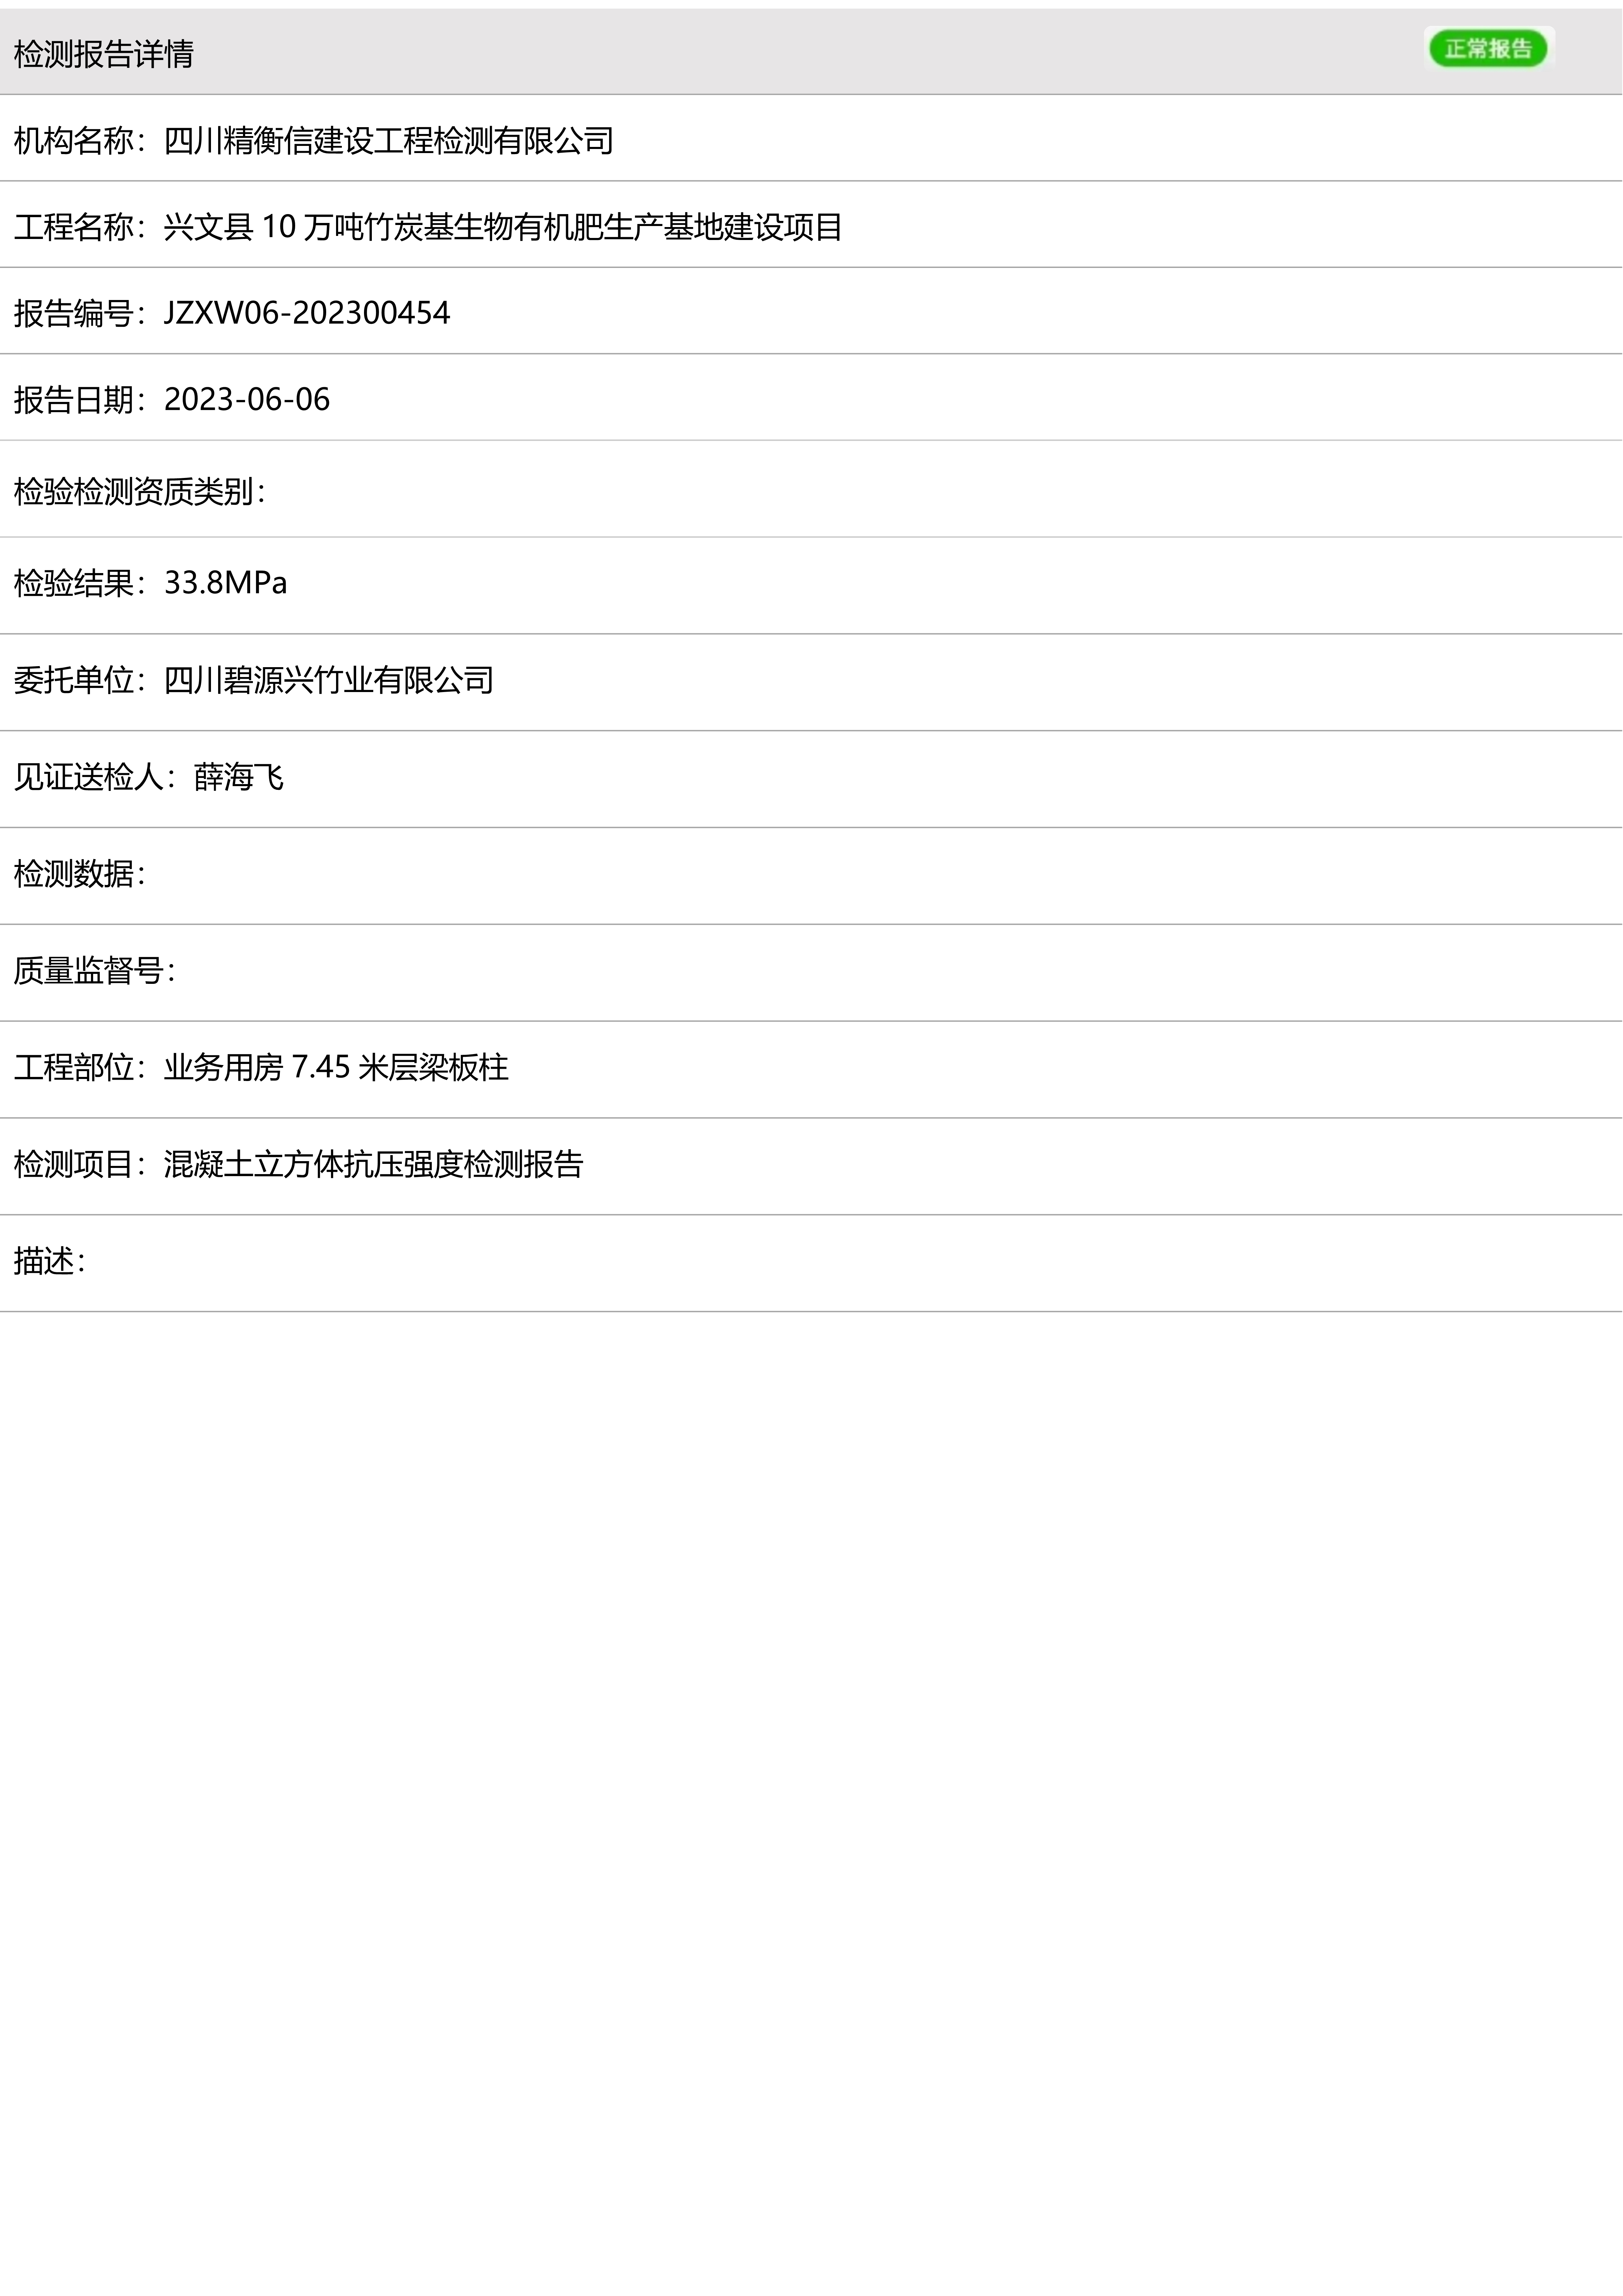 检测报告详情
正常报告
机构名称：四川精衡信建设工程检测有限公司
工程名称：兴文县 10 万吨竹炭基生物有机肥生产基地建设项目
报告编号：JZXW06-202300454
报告日期：2023-06-06
检验检测资质类别：
检验结果：33.8MPa
委托单位：四川碧源兴竹业有限公司
见证送检人：薛海飞
检测数据：
质量监督号：
工程部位：业务用房 7.45 米层梁板柱
检测项目：混凝土立方体抗压强度检测报告
描述：